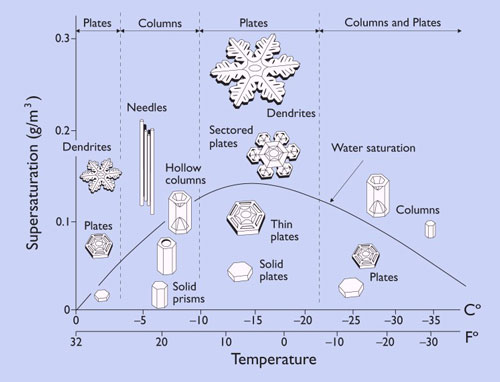 Plates Columns Plates Columns and Plates
0.3
Needles
Dendrites
Dendrites
Sectored
plates
0.2
Water saturation
Hollow
columns
Plates
Columns
0.1
Thin
plates
Solid
plates
Plates
Solid
prisms
Supersaturation (g/m³)
0
0 -5 -10 -15 -20 -25 -30 -35 C°
32 20 10 0 -10 -20 -30 F°
Temperature